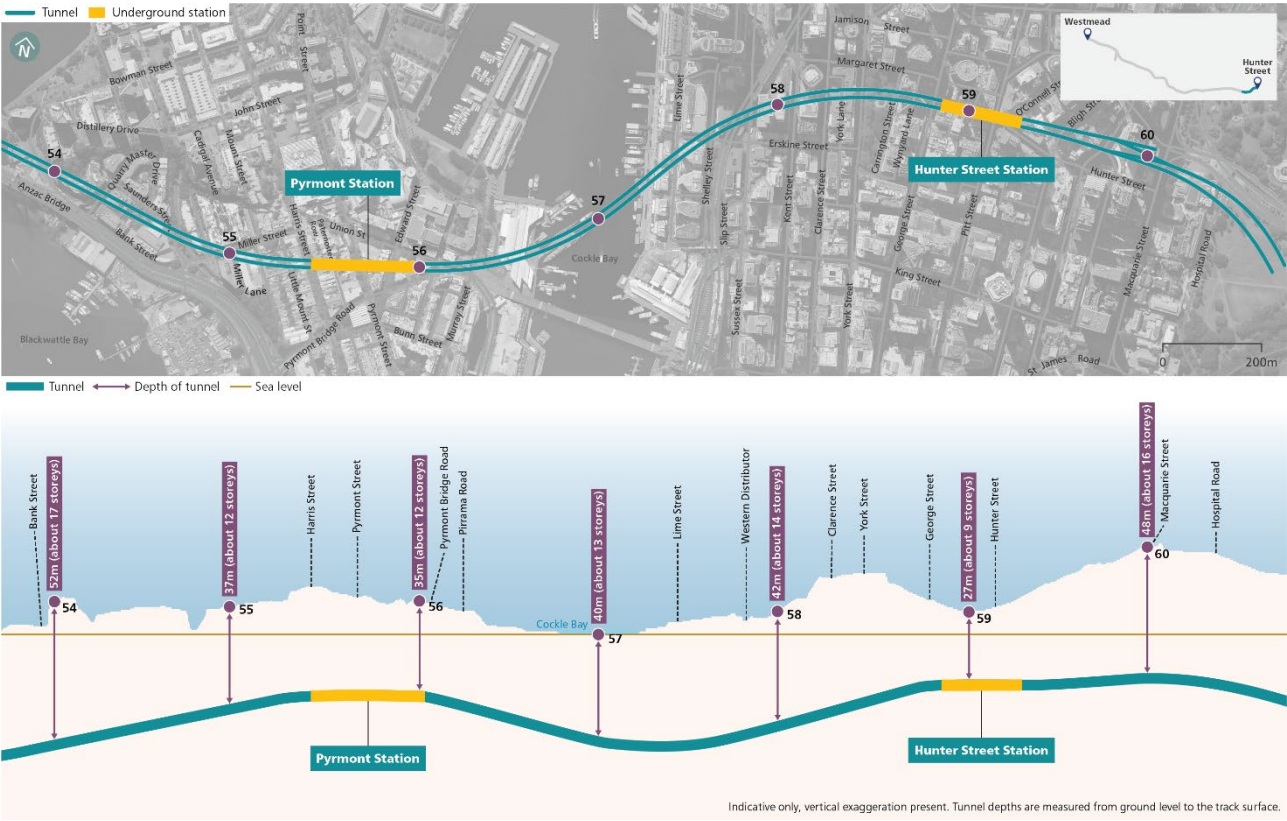 Tunnel
Underground station
N
Westmead
Hunter
Street
Point
Street
Bowman Street
John Street
Distillery Drive
Quarry Master
Drive
Cadigal Avenue
Mount Street
Saunders Street
Anzac Bridge
Bank Street
Blackwattle Bay
54
55
Miller Street
Miller
Lane
Pyrmont Station
Harris Street
Paternoster
Row
Union St
Edward Street
56
Little Mount St
Pyrmont Bridge Road
Pyrmont
Street
Bunn Street
Murray Street
57
Cockle Bay
Jamison
Street
Margaret Street
Lime Street
58
Shelley Street
Slip Street
Sussex Street
Erskine Street
Kent Street
Clarence Street
York Lane
York Street
Carrington Street
Wynyard Lane
59
Hunter Street Station
George Street
Pitt Street
King Street
O'Connell St
Bligh Street
60
Hunter Street
Macquarie Street
Hospital Road
St James Road
0
200m
Tunnel
Depth of tunnel
Sea level
Bank Street
52m (about 17 storeys)
54
37m (about 12 storeys)
55
Harris Street
Pyrmont Street
35m (about 12 storeys)
56
Pyrmont Bridge Road
Pirrama Road
Cockle Bay
40m (about 13 storeys)
57
Lime Street
Western Distributor
42m (about 14 storeys)
58
Clarence Street
York Street
George Street
27m (about 9 storeys)
59
Hunter Street
48m (about 16 storeys)
60
Macquarie Street
Hospital Road
Pyrmont Station
Hunter Street Station
Indicative only, vertical exaggeration present. Tunnel depths are measured from ground level to the track surface.